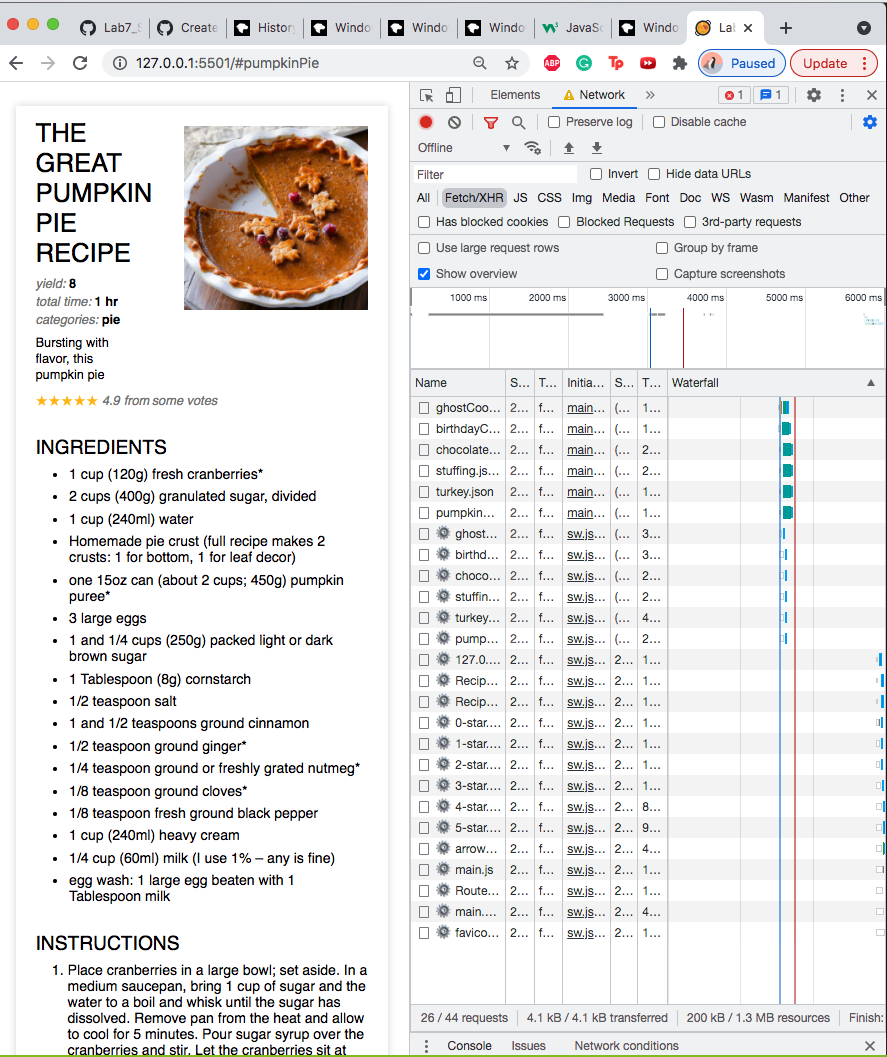 Lab7_S
Create
History
Windo
Windo
Windo
JavaSc
Windo
Lal
127.0.0.1:5501/#pumpkinPie
ABP
Tp
Paused
Update
THE
GREAT
PUMPKIN
PIE
RECIPE
yield: 8
total time: 1 hr
categories: pie
Bursting with
flavor, this
pumpkin pie
★★★★★ 4.9 from some votes
INGREDIENTS
• 1 cup (120g) fresh cranberries*
• 2 cups (400g) granulated sugar, divided
• 1 cup (240ml) water
• Homemade pie crust (full recipe makes 2
crusts: 1 for bottom, 1 for leaf decor)
• one 15oz can (about 2 cups; 450g) pumpkin
puree*
• 3 large eggs
• 1 and 1/4 cups (250g) packed light or dark
brown sugar
• 1 Tablespoon (8g) cornstarch
• 1/2 teaspoon salt
• 1 and 1/2 teaspoons ground cinnamon
• 1/2 teaspoon ground ginger*
• 1/4 teaspoon ground or freshly grated nutmeg*
• 1/8 teaspoon ground cloves*
• 1/8 teaspoon fresh ground black pepper
• 1 cup (240ml) heavy cream
• 1/4 cup (60ml) milk (I use 1% – any is fine)
• egg wash: 1 large egg beaten with 1
Tablespoon milk
INSTRUCTIONS
1. Place cranberries in a large bowl; set aside. In a
medium saucepan, bring 1 cup of sugar and the
water to a boil and whisk until the sugar has
dissolved. Remove pan from the heat and allow
to cool for 5 minutes. Pour sugar syrup over the
cranberries and stir. Let the cranberries sit at
Elements Network » 1 1
Preserve log Disable cache
Offline
Filter Invert Hide data URLs
All Fetch/XHR JS CSS Img Media Font Doc WS Wasm Manifest Other
Has blocked cookies Blocked Requests 3rd-party requests
Use large request rows Group by frame
Show overview Capture screenshots
1000 ms 2000 ms 3000 ms 4000 ms 5000 ms 6000 ms
Name S... T... Initia... S... T... Waterfall
ghostCoo... 2... f... main... (... 1...
birthdayC... 2... f... main... (... 1...
chocolate... 2... f... main... (... 2...
stuffing.js... 2... f... main... (... 2...
turkey.json 2... f... main... (... 1...
pumpkin... 2... f... main... (... 1...
ghost... 2... f... sw.js... (... 3...
birthd... 2... f... sw.js... (... 3...
choco... 2... f... sw.js... (... 2...
stuffin... 2... f... sw.js... (... 2...
turkey... 2... f... sw.js... (... 4...
pump... 2... f... sw.js... (... 2...
127.0.... 2... f... sw.js... 2... 1...
Recip... 2... f... sw.js... 2... 1...
Recip... 2... f... sw.js... 2... 1...
0-star.... 2... f... sw.js... 2... 1...
1-star.... 2... f... sw.js... 2... 1...
2-star.... 2... f... sw.js... 2... 1...
3-star.... 2... f... sw.js... 2... 1...
4-star.... 2... f... sw.js... 2... 8...
5-star.... 2... f... sw.js... 2... 9...
arrow... 2... f... sw.js... 2... 4...
main.js 2... f... sw.js... 2... 1...
Route... 2... f... sw.js... 2... 1...
main.... 2... f... sw.js... 2... 4...
favico... 2... f... sw.js... 2... 1...
26 / 44 requests 4.1 kB / 4.1 kB transferred 200 kB / 1.3 MB resources Finish:
Console Issues Network conditions